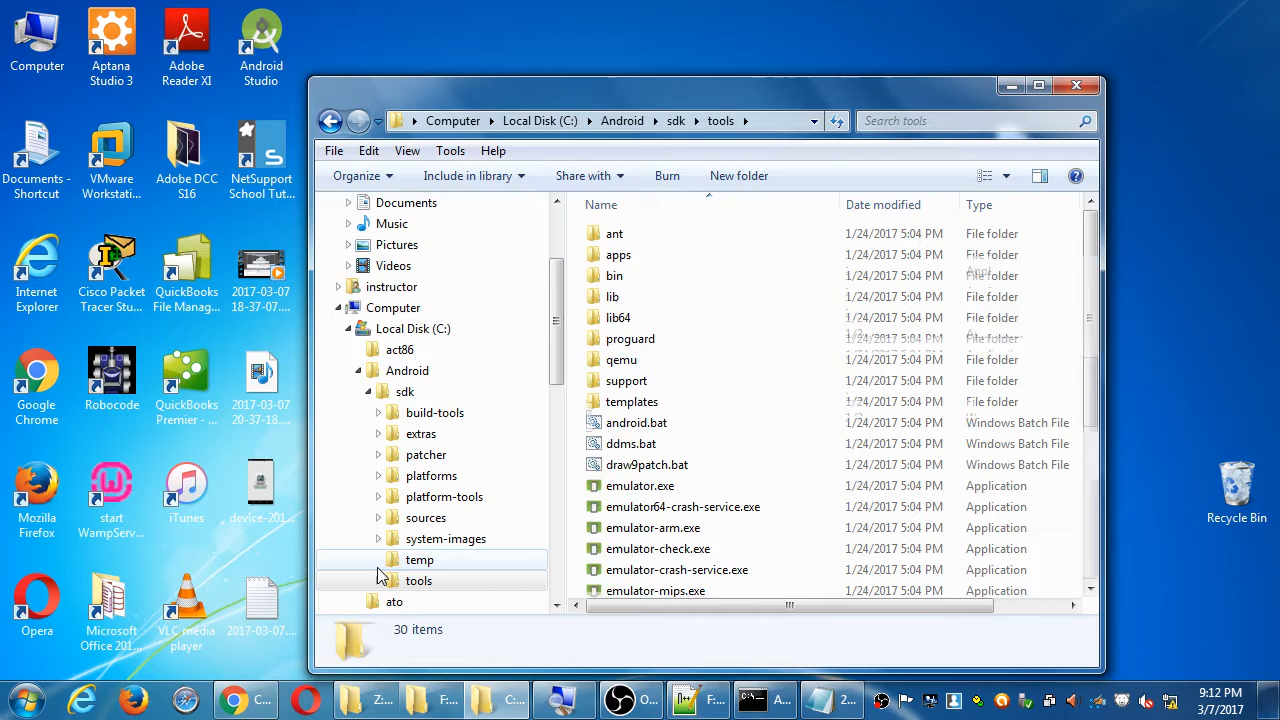 Computer
Aptana
Studio 3
Adobe
Reader XI
Android
Studio
Documents -
Shortcut
VMware
Workstati...
Adobe DCC
S16
NetSupport
School Tut...
Internet
Explorer
Cisco Packet
Tracer Stu...
QuickBooks
File Manag...
2017-03-07
18-37-07....
Google
Chrome
Robocode
QuickBooks
Premier - ...
2017-03-07
20-37-18....
Mozilla
Firefox
start
WampServ...
iTunes
device-201...
Opera
Microsoft
Office 201...
VLC media
player
2017-03-07....
Recycle Bin
Computer Local Disk (C:) Android sdk tools
Search tools
File Edit View Tools Help
Organize Include in library Share with Burn New folder
Documents
Music
Pictures
Videos
instructor
Computer
Local Disk (C:)
act86
Android
sdk
build-tools
extras
patcher
platforms
platform-tools
sources
system-images
temp
tools
ato
Name Date modified Type
ant 1/24/2017 5:04 PM File folder
apps 1/24/2017 5:04 PM File folder
bin 1/24/2017 5:04 PM File folder
lib 1/24/2017 5:04 PM File folder
lib64 1/24/2017 5:04 PM File folder
proguard 1/24/2017 5:04 PM File folder
qemu 1/24/2017 5:04 PM File folder
support 1/24/2017 5:04 PM File folder
templates 1/24/2017 5:04 PM File folder
android.bat 1/24/2017 5:04 PM Windows Batch File
ddms.bat 1/24/2017 5:04 PM Windows Batch File
draw9patch.bat 1/24/2017 5:04 PM Windows Batch File
emulator.exe 1/24/2017 5:04 PM Application
emulator64-crash-service.exe 1/24/2017 5:04 PM Application
emulator-arm.exe 1/24/2017 5:04 PM Application
emulator-check.exe 1/24/2017 5:04 PM Application
emulator-crash-service.exe 1/24/2017 5:04 PM Application
emulator-mips.exe 1/24/2017 5:04 PM Application
30 items
C... Z:... F:... C:... O... F:... A... 2...
9:12 PM
3/7/2017